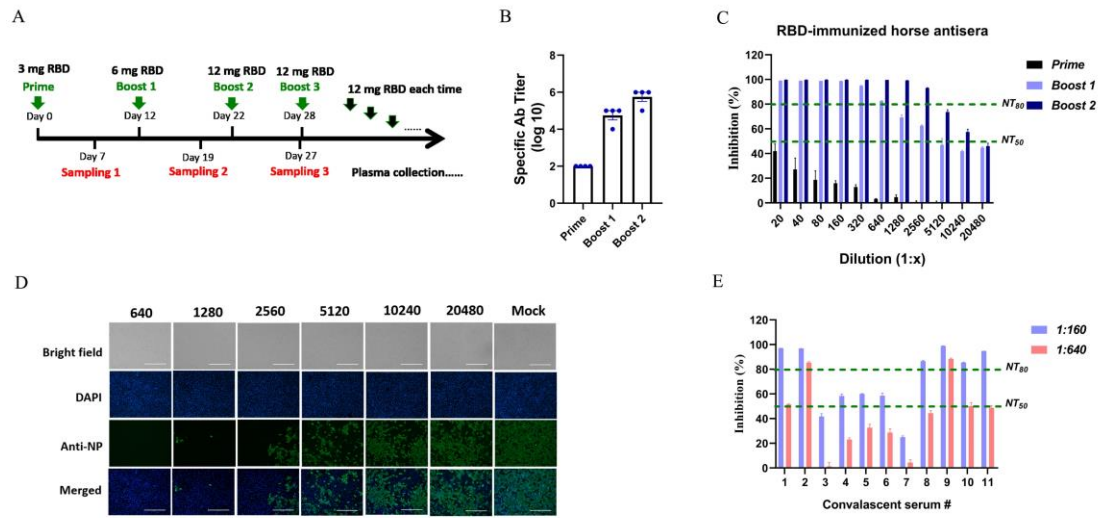 A
3 mg RBD
6 mg RBD
12 mg RBD
12 mg RBD
12 mg RBD each time
Prime
Boost 1
Boost 2
Boost 3
Day 0
Day 12
Day 22
Day 28
......
Day 7
Day 19
Day 27
Sampling 1
Sampling 2
Sampling 3
Plasma collection......
B
Specific Ab Titer
(log 10)
8
6
4
2
0
Prime
Boost 1
Boost 2
C
RBD-immunized horse antisera
Inhibition (%)
120
100
80
60
40
20
0
NT80
NT50
Prime
Boost 1
Boost 2
20
40
80
160
320
640
1280
2560
5120
10240
20480
Dilution (1:x)
D
640
1280
2560
5120
10240
20480
Mock
Bright field
DAPI
Anti-NP
Merged
E
Inhibition (%)
120
100
80
60
40
20
0
NT80
NT50
1:160
1:640
1 2 3 4 5 6 7 8 9 10 11
Convalascent serum #